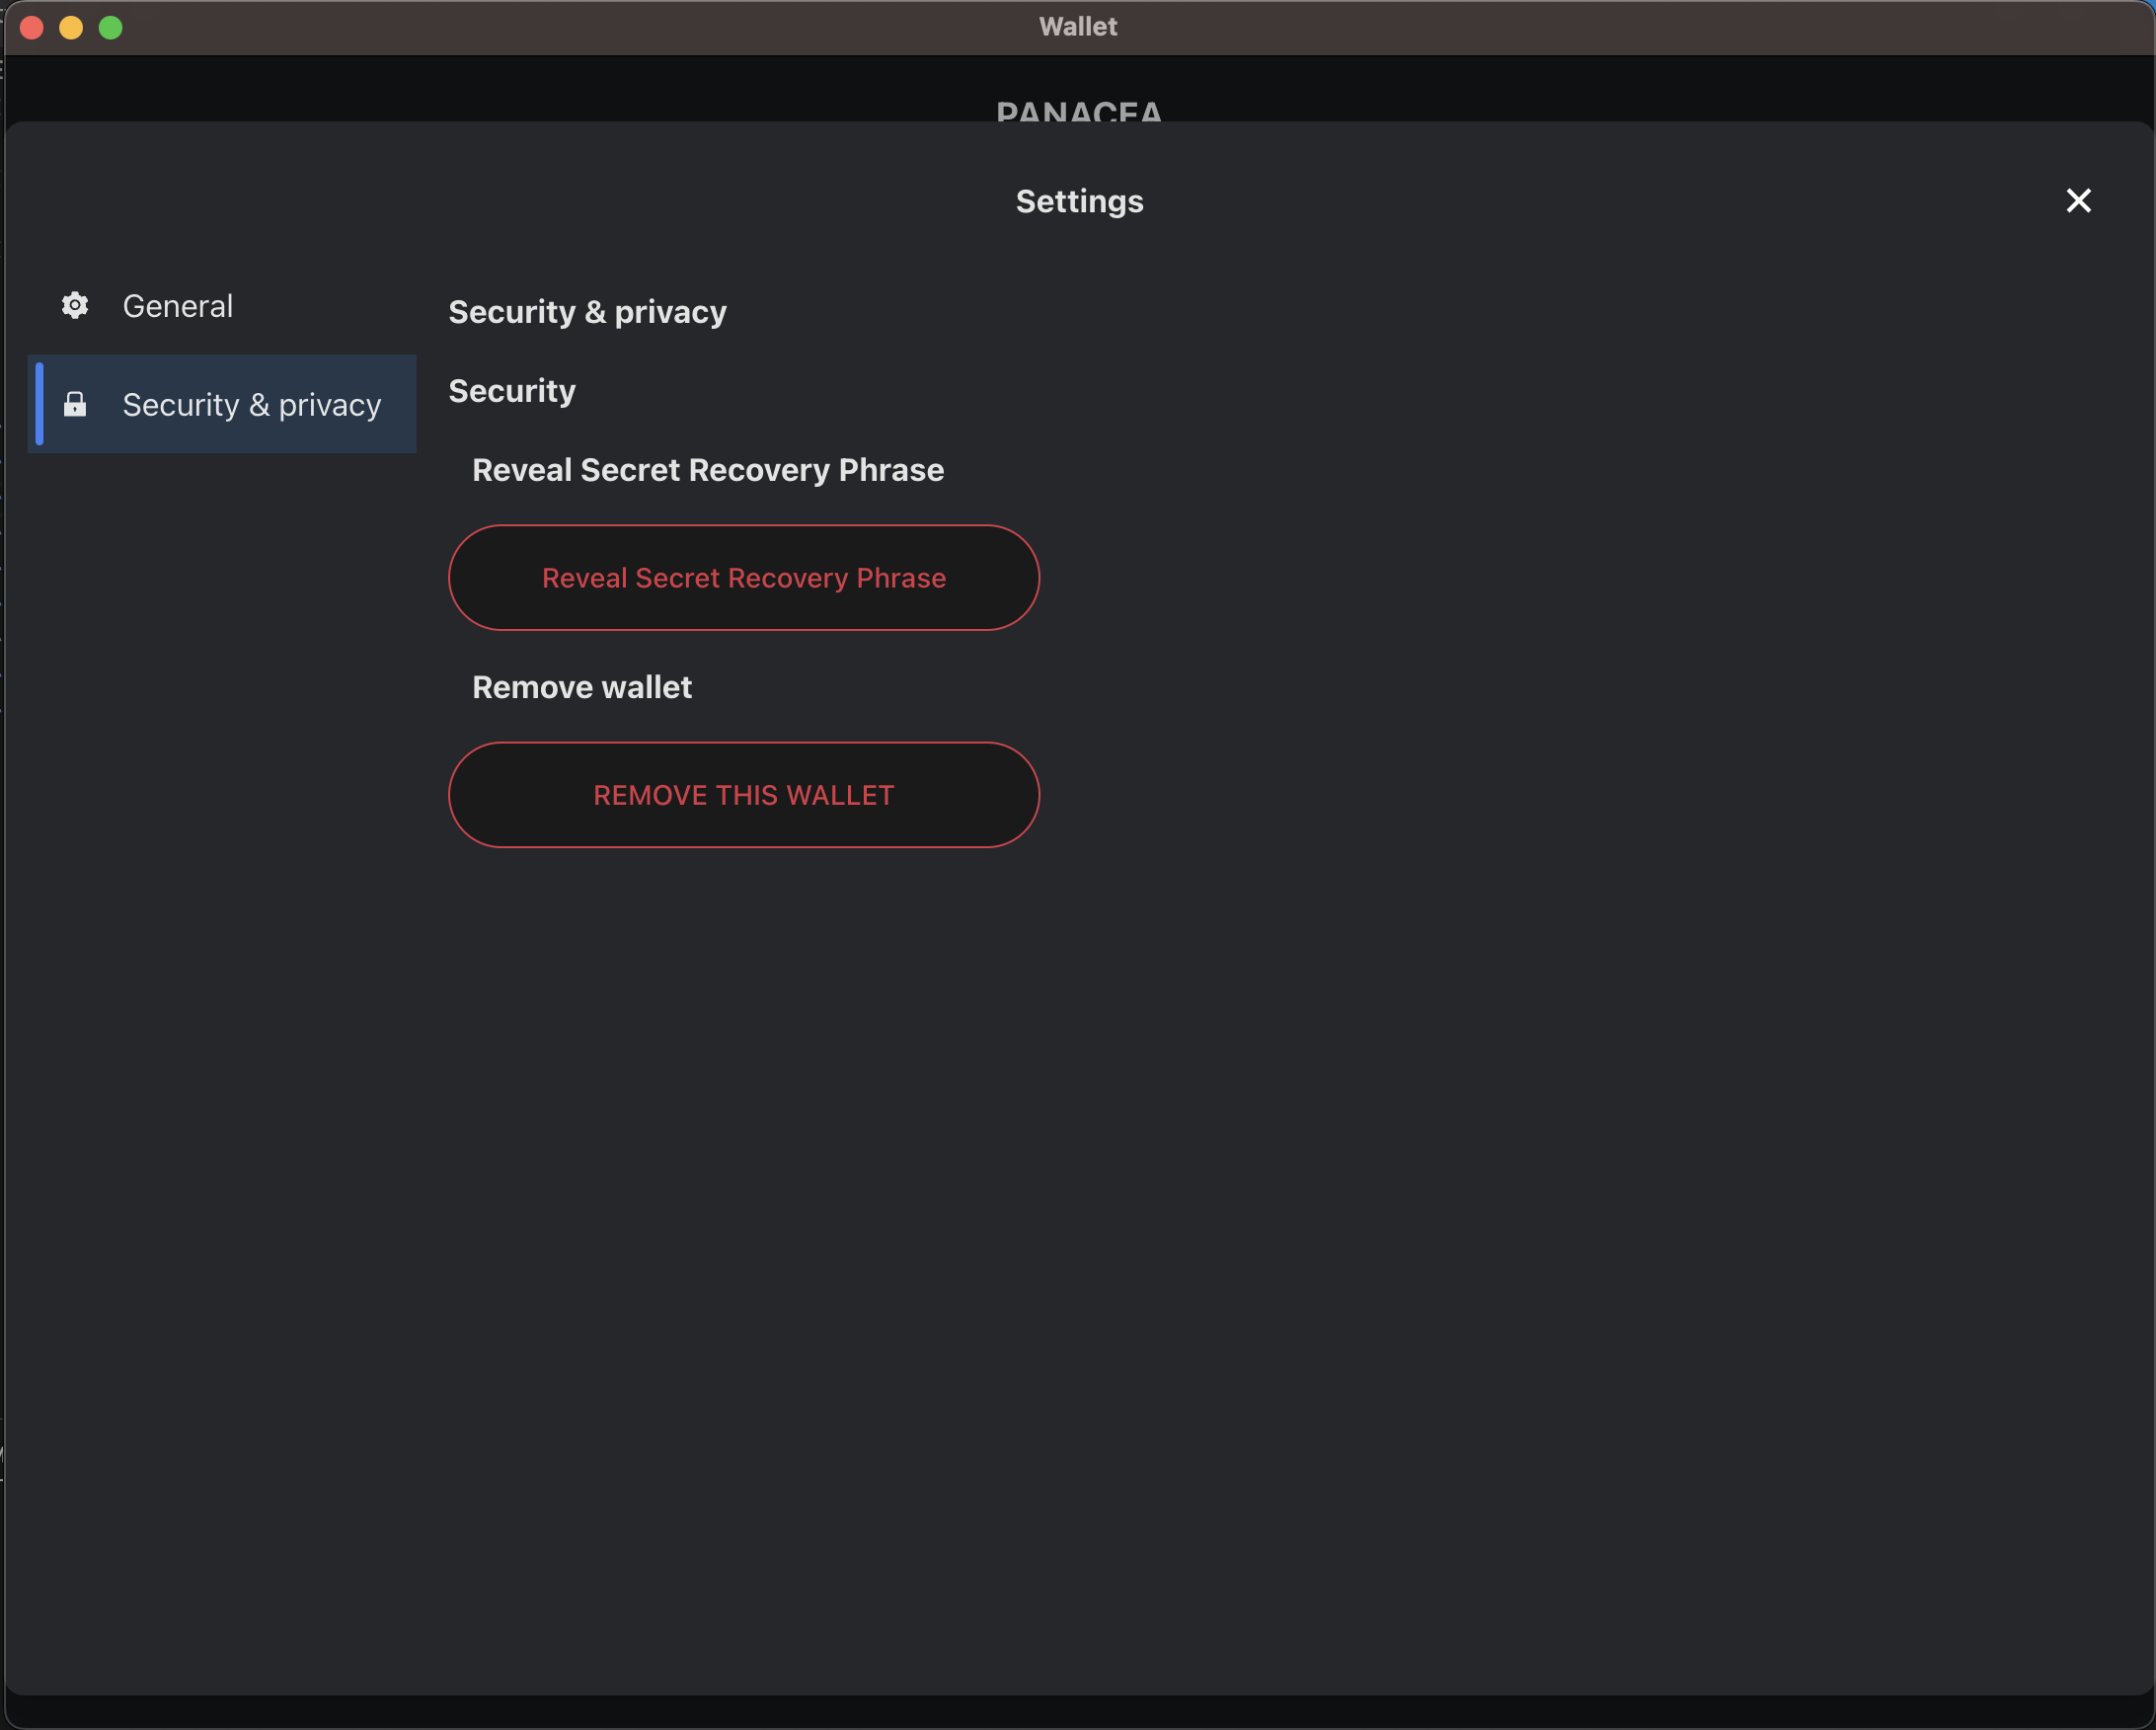 Wallet
PANACEA
Settings
General
Security & privacy
Security & privacy
Security
Reveal Secret Recovery Phrase
Reveal Secret Recovery Phrase
Remove wallet
REMOVE THIS WALLET